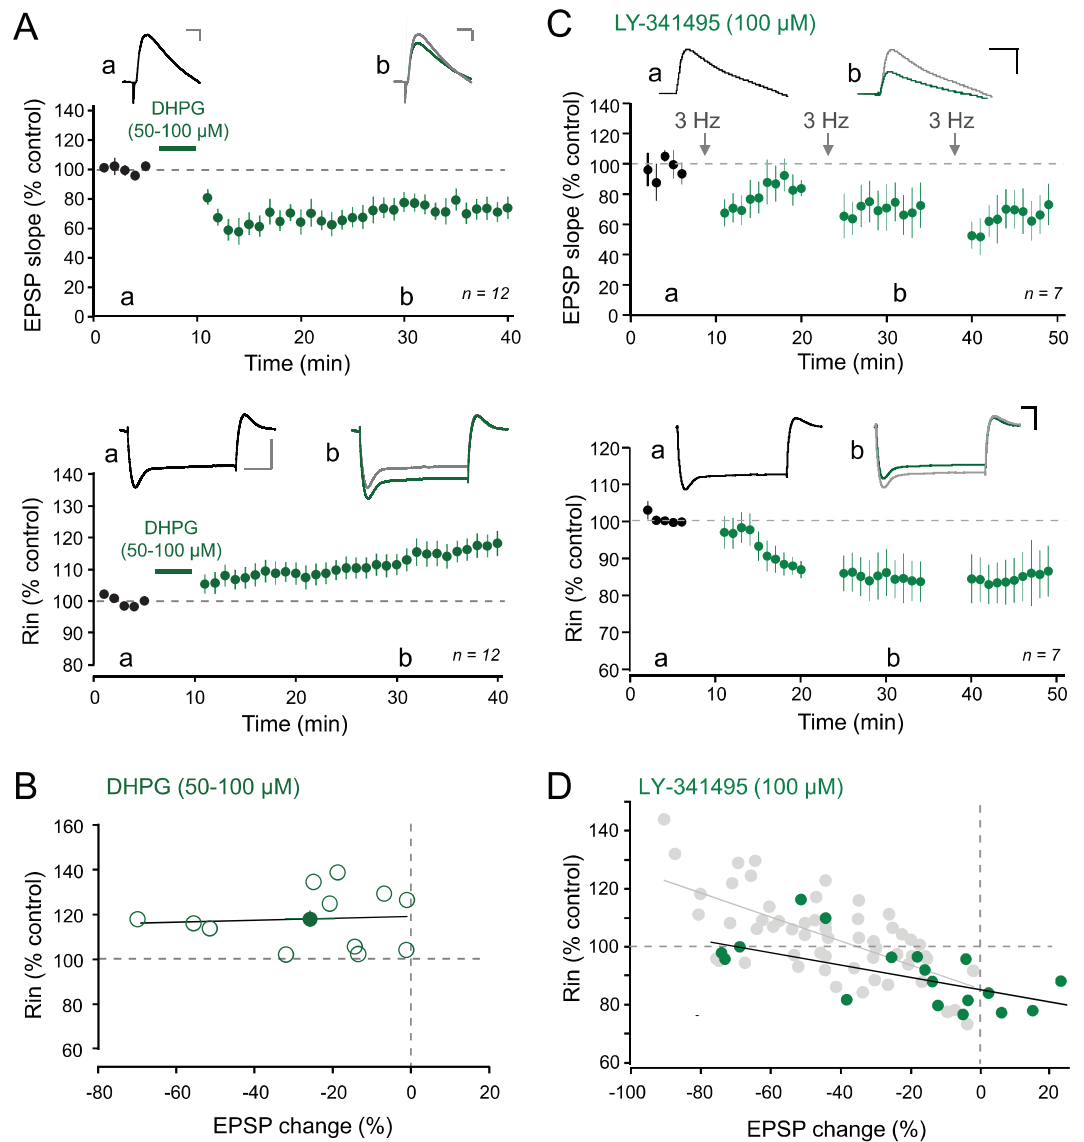 A
a
b
DHPG
(50-100 µM)
EPSP slope (% control)
140
120
100
80
60
40
20
0
a
b
n = 12
0
10
20
30
40
Time (min)
a
b
DHPG
(50-100 µM)
Rin (% control)
140
130
120
110
100
90
80
a
b
n = 12
0
10
20
30
40
Time (min)
C
LY-341495 (100 µM)
a
b
3 Hz
3 Hz
3 Hz
EPSP slope (% control)
140
120
100
80
60
40
20
0
a
b
n = 7
0
10
20
30
40
50
Time (min)
a
b
Rin (% control)
120
110
100
90
80
70
60
a
b
n = 7
0
10
20
30
40
50
Time (min)
B
DHPG (50-100 µM)
Rin (% control)
160
140
120
100
80
60
-80
-60
-40
-20
0
20
EPSP change (%)
D
LY-341495 (100 µM)
Rin (% control)
140
120
100
80
60
-100
-80
-60
-40
-20
0
20
EPSP change (%)